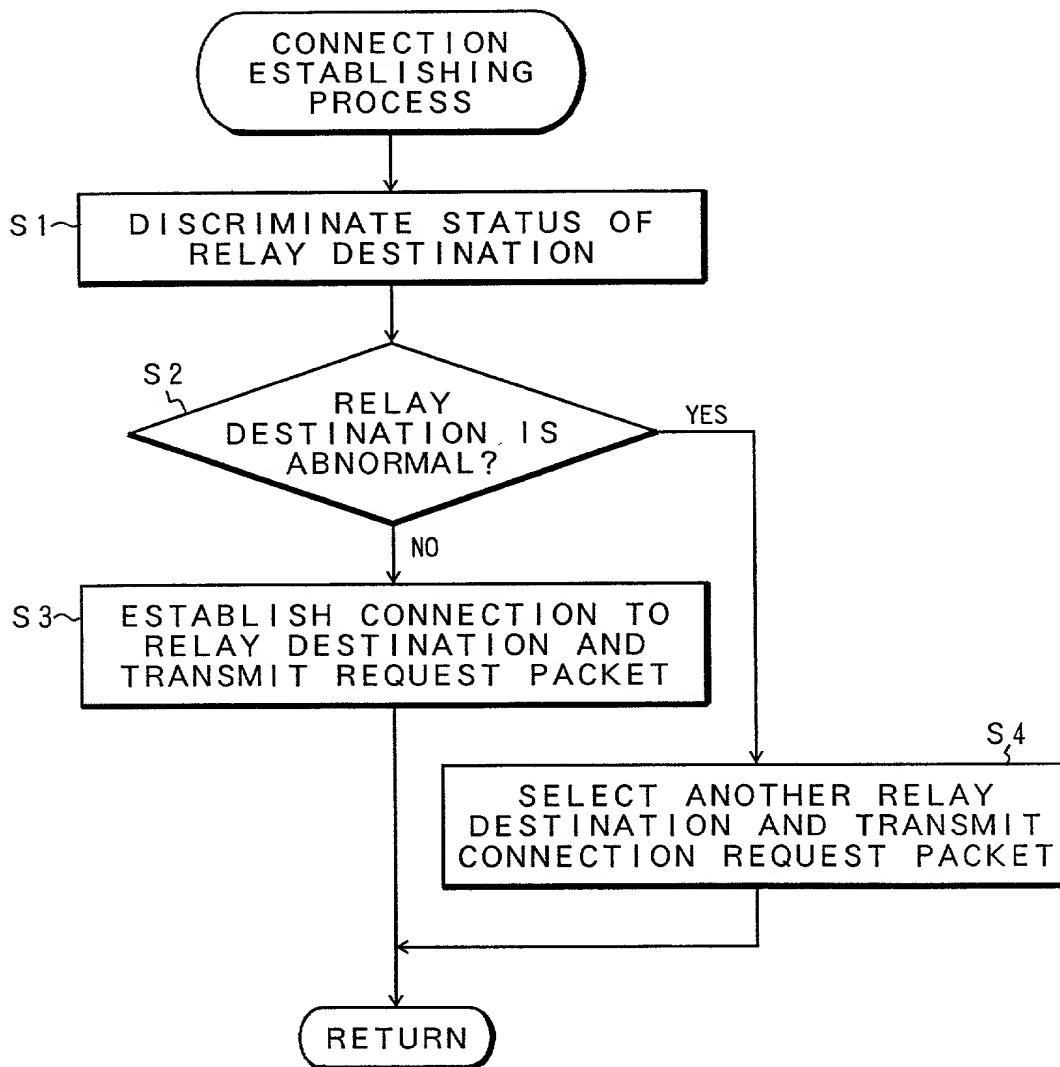 CONNECTION
ESTABLISHING
PROCESS
S1
DISCRIMINATE STATUS OF
RELAY DESTINATION
S2
RELAY
DESTINATION IS
ABNORMAL?
YES
NO
S3
ESTABLISH CONNECTION TO
RELAY DESTINATION AND
TRANSMIT REQUEST PACKET
S4
SELECT ANOTHER RELAY
DESTINATION AND TRANSMIT
CONNECTION REQUEST PACKET
RETURN